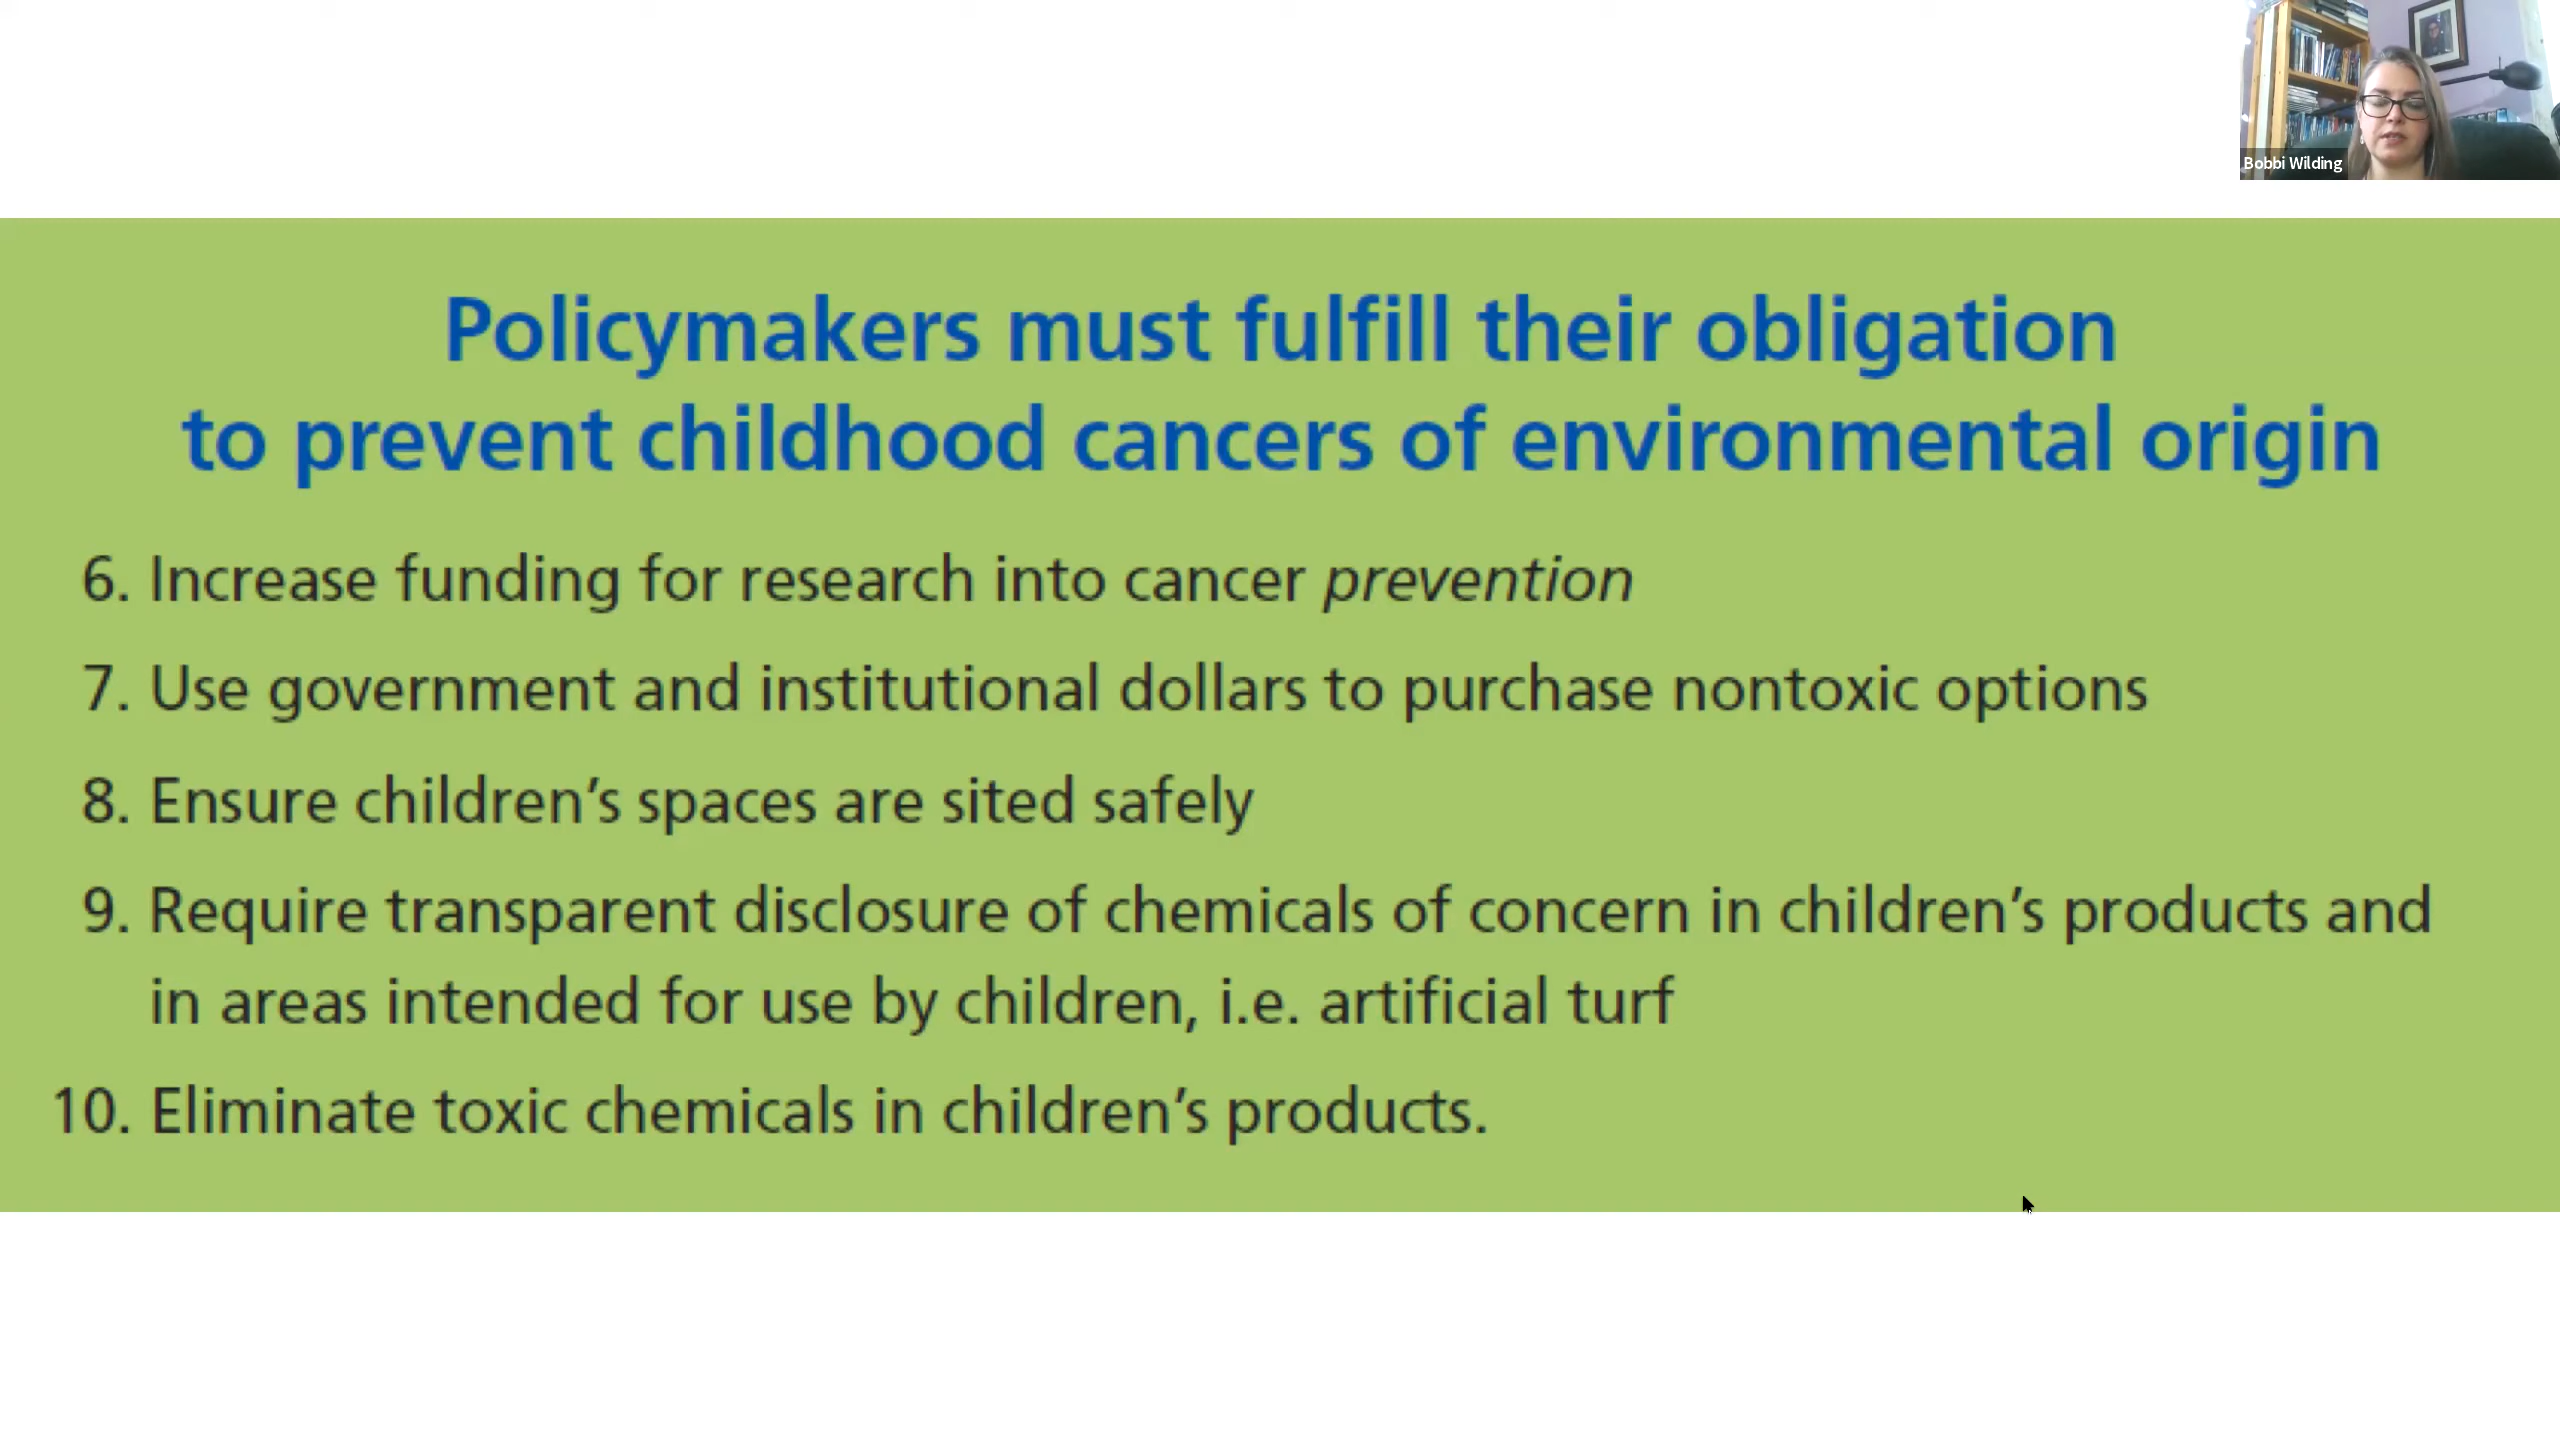 Bobbi Wilding
Policymakers must fulfill their obligation
to prevent childhood cancers of environmental origin
6. Increase funding for research into cancer prevention
7. Use government and institutional dollars to purchase nontoxic options
8. Ensure children’s spaces are sited safely
9. Require transparent disclosure of chemicals of concern in children’s products and
in areas intended for use by children, i.e. artificial turf
10. Eliminate toxic chemicals in children’s products.